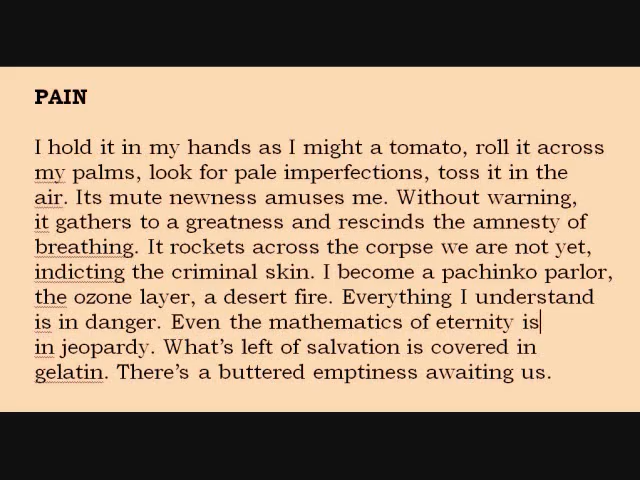 PAIN
I hold it in my hands as I might a tomato, roll it across
my palms, look for pale imperfections, toss it in the
air. Its mute newness amuses me. Without warning,
it gathers to a greatness and rescinds the amnesty of
breathing. It rockets across the corpse we are not yet,
indicting the criminal skin. I become a pachinko parlor,
the ozone layer, a desert fire. Everything I understand
is in danger. Even the mathematics of eternity is
in jeopardy. What’s left of salvation is covered in
gelatin. There’s a buttered emptiness awaiting us.